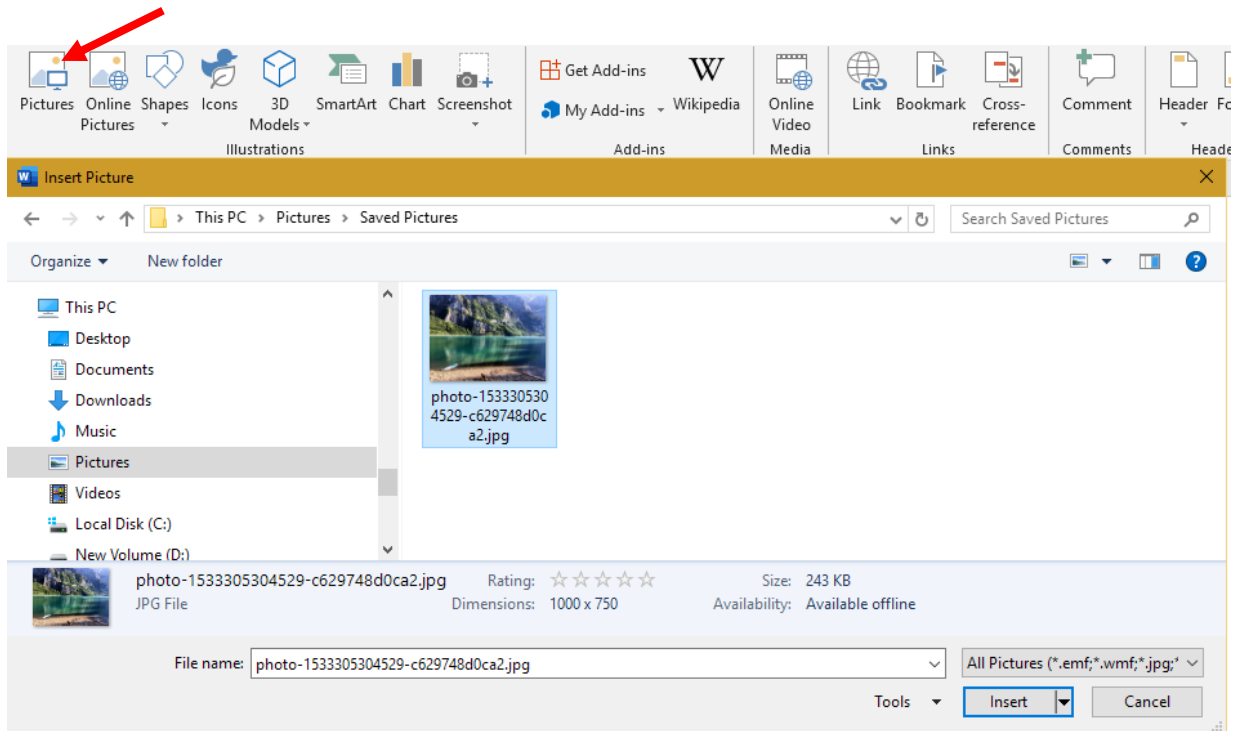 Pictures Online Shapes Icons 3D SmartArt Chart Screenshot Get Add-ins W Wikipedia Online Link Bookmark Cross- Comment Header Fo
Pictures Models My Add-ins Video reference
Illustrations Add-ins Media Links Comments Heade
W Insert Picture
This PC > Pictures > Saved Pictures Search Saved Pictures
Organize New folder ?
This PC
Desktop
Documents
Downloads
Music
Pictures
Videos
Local Disk (C:)
New Volume (D:)
photo-153330530
4529-c629748d0c
a2.jpg
photo-1533305304529-c629748d0ca2.jpg Rating: Size: 243 KB
JPG File Dimensions: 1000 x 750 Availability: Available offline
File name: photo-1533305304529-c629748d0ca2.jpg All Pictures (*.emf;*.wmf;*.jpg;*
Tools Insert Cancel